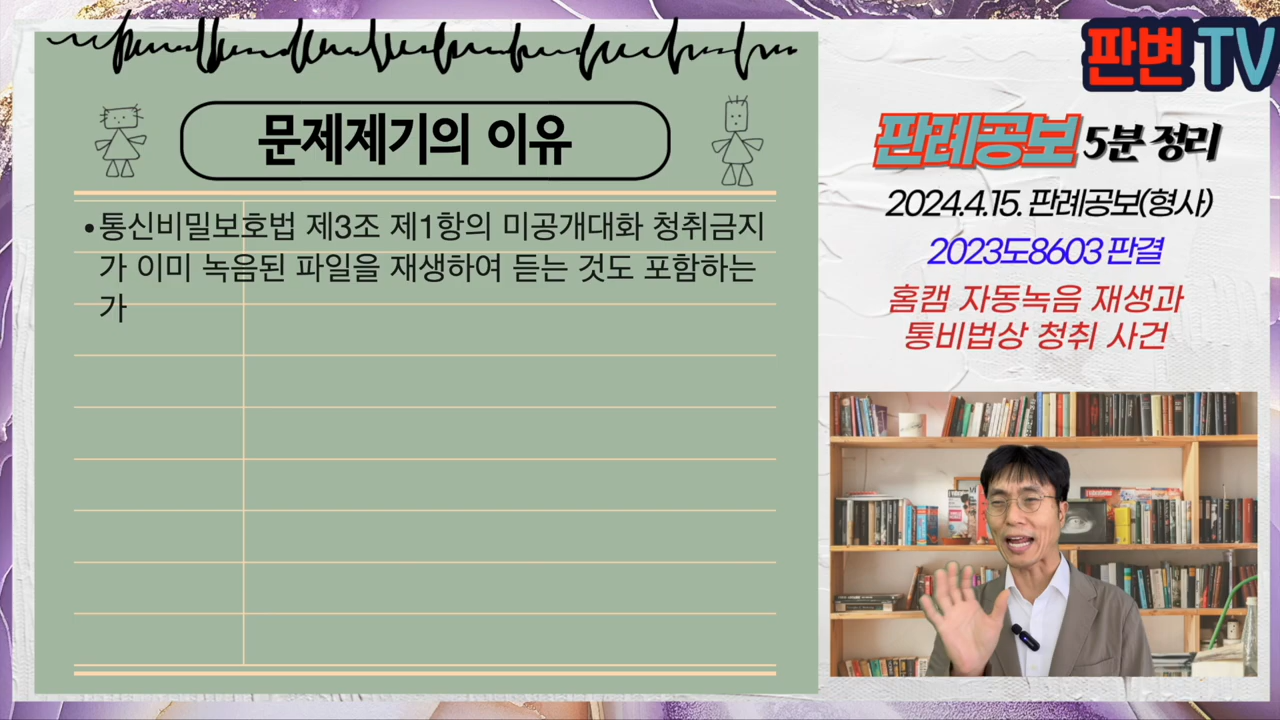 판변 TV
문제제기의 이유
•통신비밀보호법 제3조 제1항의 미공개대화 청취금지
가 이미 녹음된 파일을 재생하여 듣는 것도 포함하는
가
판례공보 5분 정리
2024.4.15. 판례공보(형사)
2023도8603 판결
홈캠 자동녹음 재생과
통비법상 청취 사건